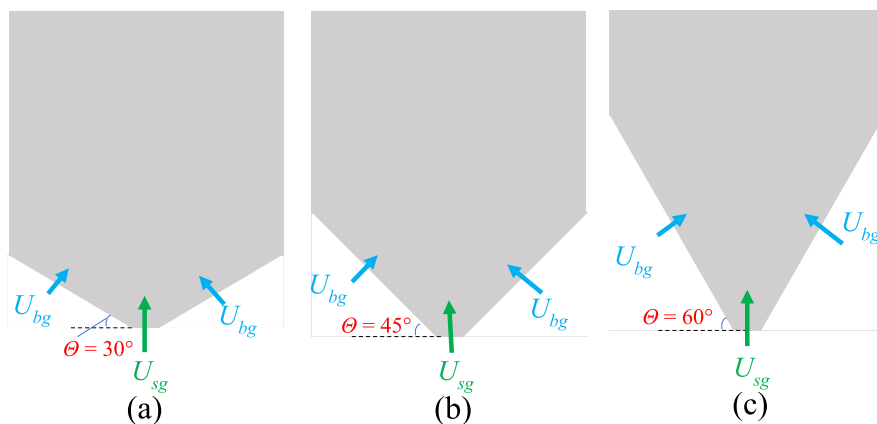 U_bg
U_bg
Θ = 30°
U_sg
(a)
U_bg
U_bg
Θ = 45°
U_sg
(b)
U_bg
U_bg
Θ = 60°
U_sg
(c)